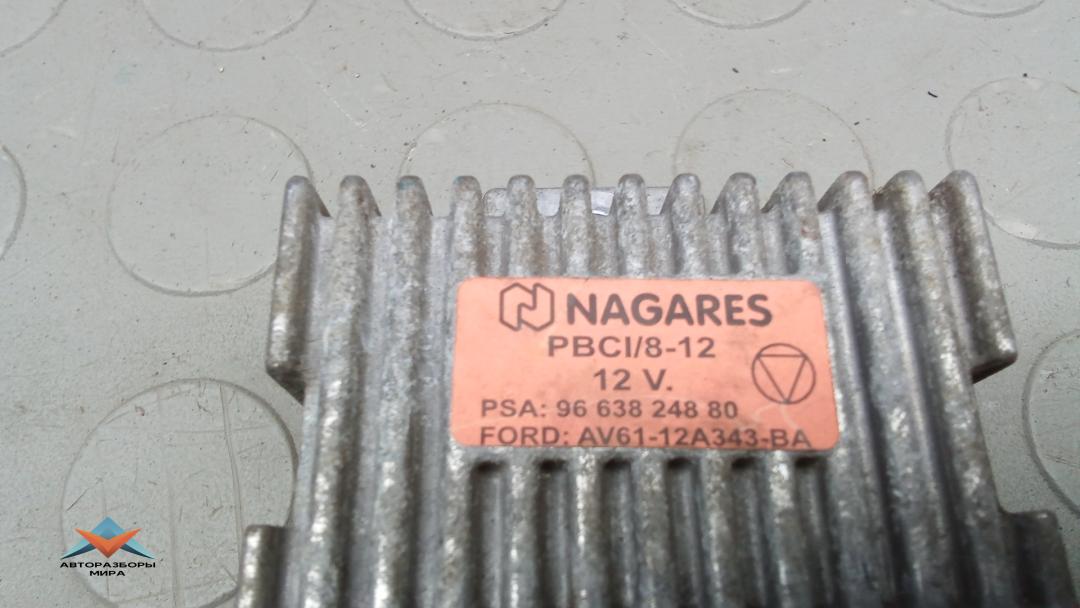 NAGARES
PBCI/8-12
12 V.
PSA: 96 638 248 80
FORD: AV61-12A343-BA
АВТОРАЗБОРЫ
МИРА